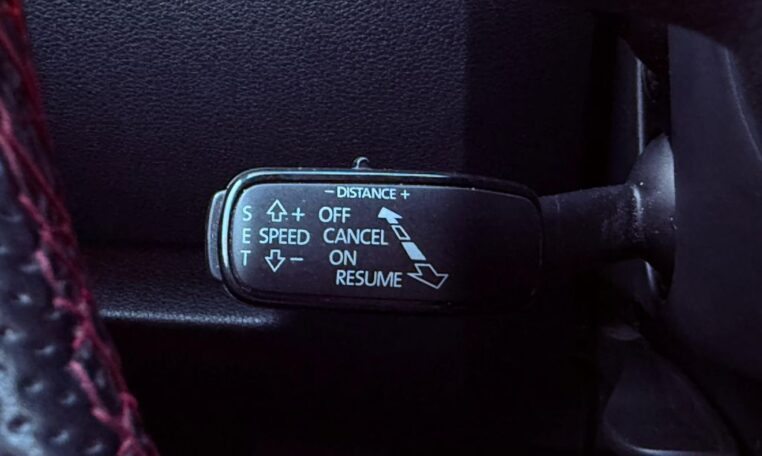 - DISTANCE +
S + OFF
E SPEED CANCEL
T - ON
RESUME